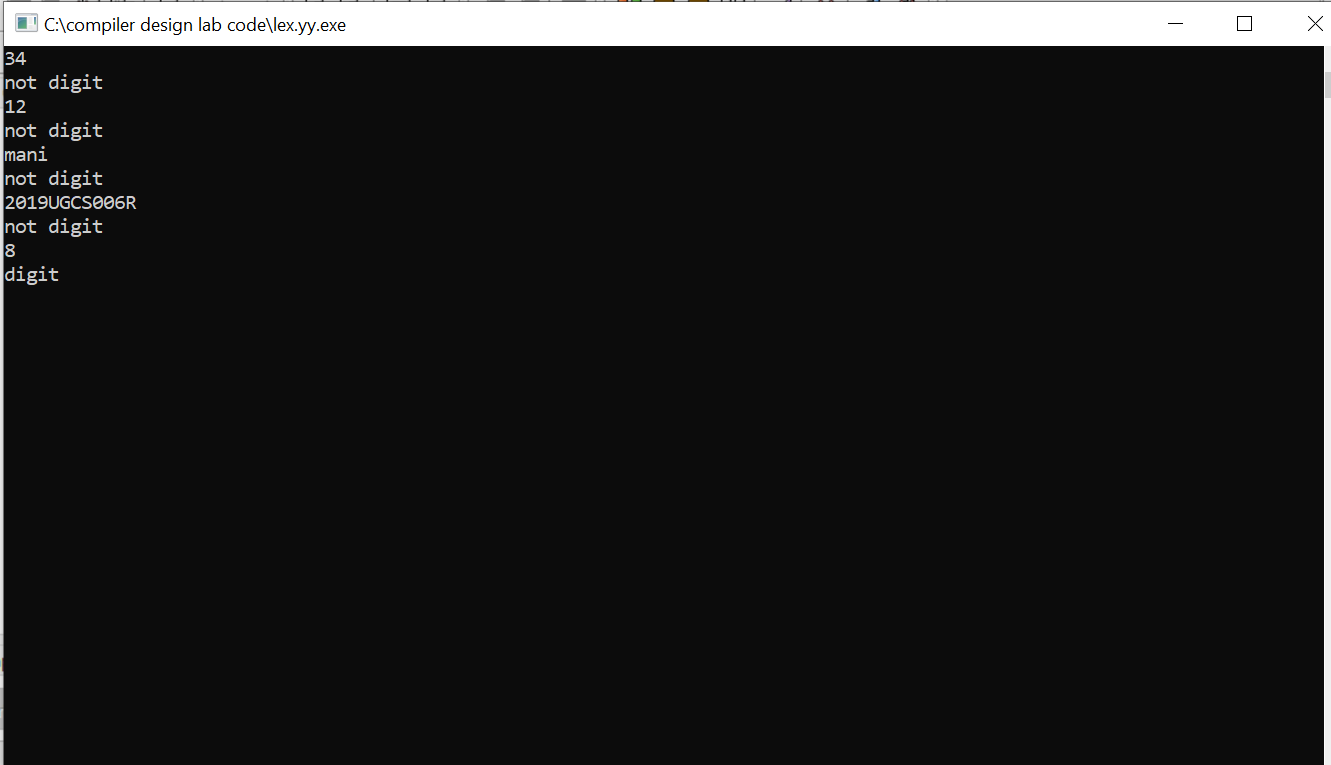 C:\compiler design lab code\lex.yy.exe
34
not digit
12
not digit
mani
not digit
2019UGCS006R
not digit
8
digit